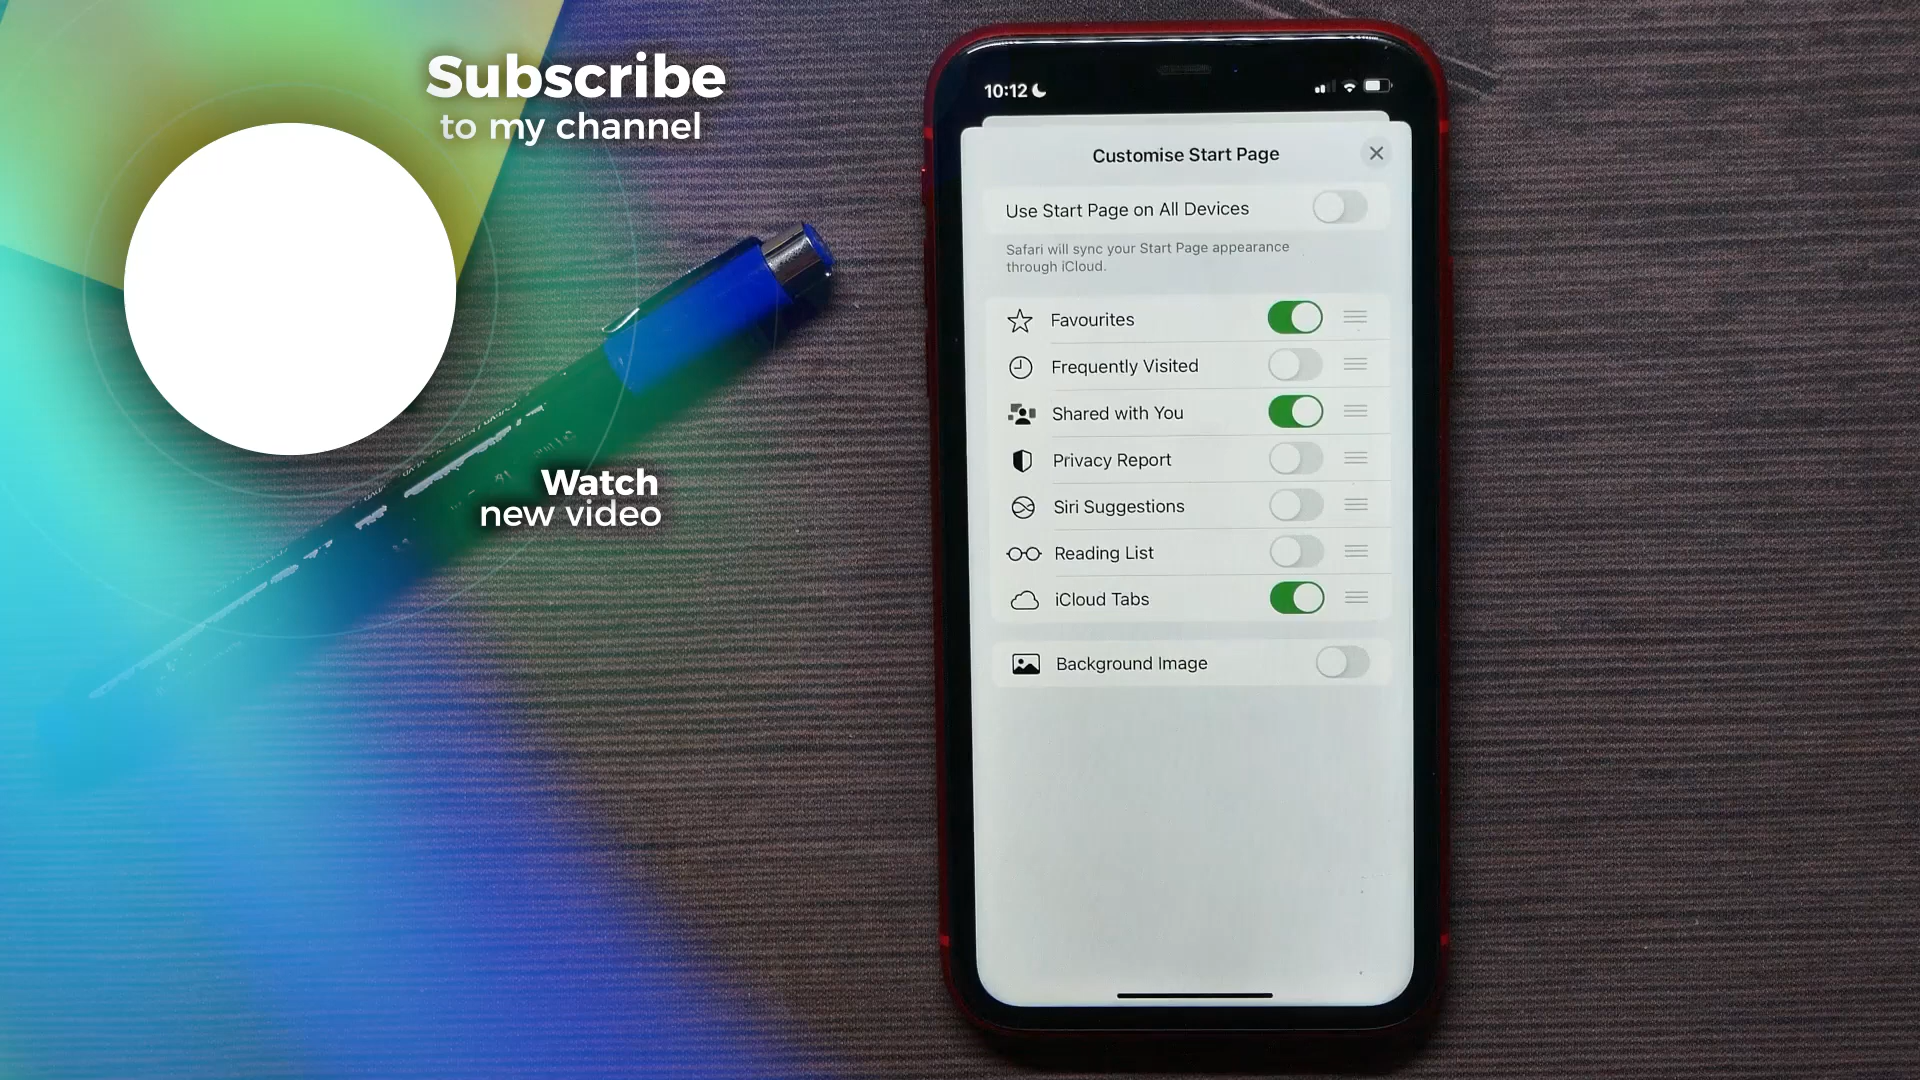 Subscribe
to my channel
Watch
new video
10:12
Customise Start Page
Use Start Page on All Devices
Safari will sync your Start Page appearance
through iCloud.
Favourites
Frequently Visited
Shared with You
Privacy Report
Siri Suggestions
Reading List
iCloud Tabs
Background Image